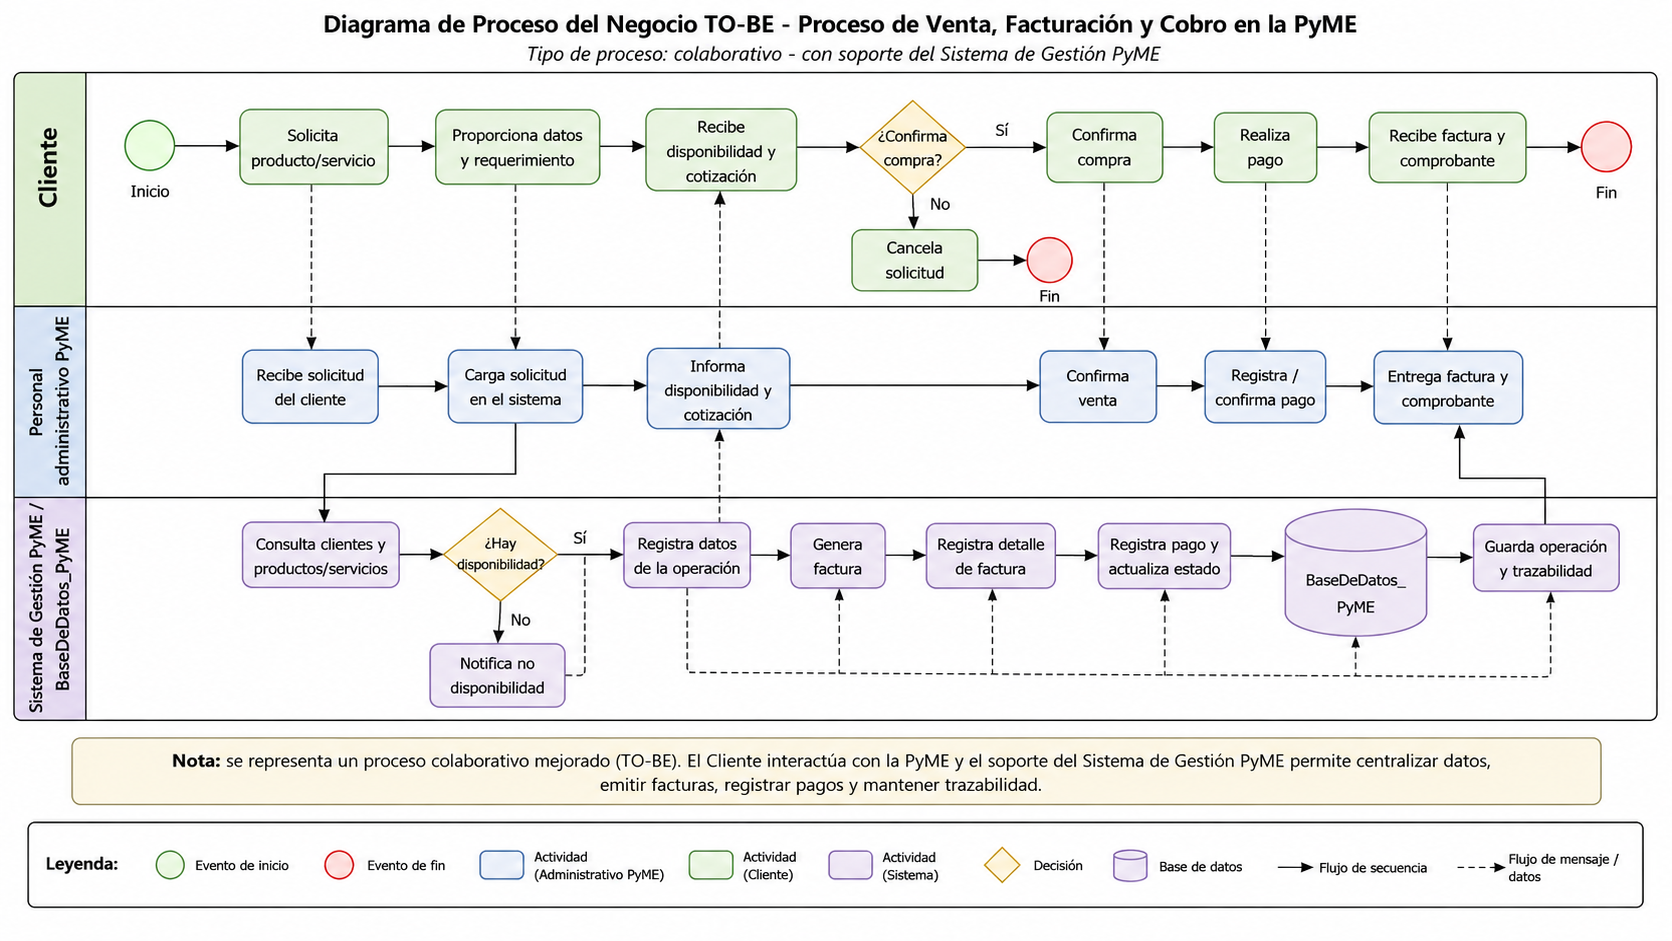 Diagrama de Proceso del Negocio TO-BE - Proceso de Venta, Facturación y Cobro en la PyME
Tipo de proceso: colaborativo - con soporte del Sistema de Gestión PyME
Cliente
Inicio
Solicita
producto/servicio
Proporciona datos
y requerimiento
Recibe
disponibilidad y
cotización
¿Confirma
compra?
Sí
No
Confirma
compra
Realiza
pago
Recibe factura y
comprobante
Fin
Cancela
solicitud
Fin
Personal
administrativo PyME
Recibe solicitud
del cliente
Carga solicitud
en el sistema
Informa
disponibilidad y
cotización
Confirma
venta
Registra /
confirma pago
Entrega factura y
comprobante
Sistema de Gestión PyME /
BaseDeDatos_PyME
Consulta clientes y
productos/servicios
¿Hay
disponibilidad?
Sí
No
Notifica no
disponibilidad
Registra datos
de la operación
Genera
factura
Registra detalle
de factura
Registra pago y
actualiza estado
BaseDeDatos_
PyME
Guarda operación
y trazabilidad
Nota: se representa un proceso colaborativo mejorado (TO-BE). El Cliente interactúa con la PyME y el soporte del Sistema de Gestión PyME permite centralizar datos,
emitir facturas, registrar pagos y mantener trazabilidad.
Leyenda:
Evento de inicio
Evento de fin
Actividad
(Administrativo PyME)
Actividad
(Cliente)
Actividad
(Sistema)
Decisión
Base de datos
Flujo de secuencia
Flujo de mensaje /
datos